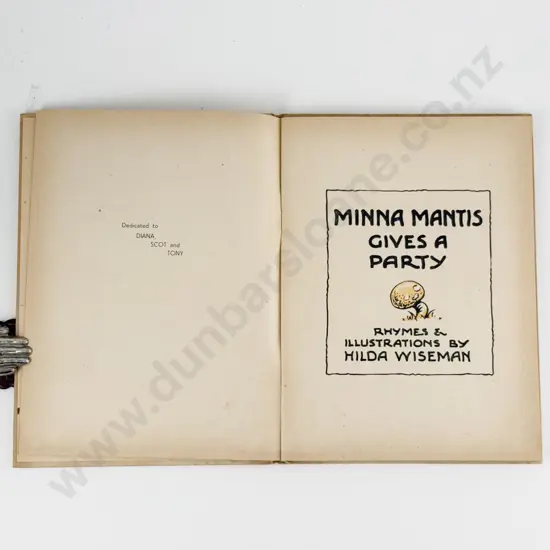 Dedicated to
DIANA,
SCOT and
TONY
MINNA MANTIS
GIVES A
PARTY
RHYMES &
ILLUSTRATIONS BY
HILDA WISEMAN
www.dunbarsloane.co.nz